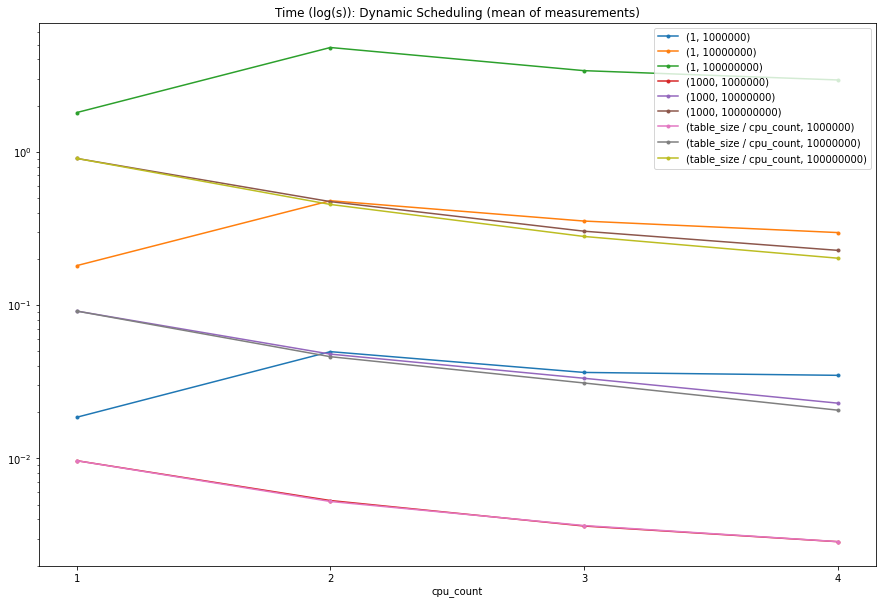 Time (log(s)): Dynamic Scheduling (mean of measurements)
(1, 1000000)
(1, 10000000)
(1, 100000000)
(1000, 1000000)
(1000, 10000000)
(1000, 100000000)
(table_size / cpu_count, 1000000)
(table_size / cpu_count, 10000000)
(table_size / cpu_count, 100000000)
10⁰
10⁻¹
10⁻²
1 2 3 4
cpu_count